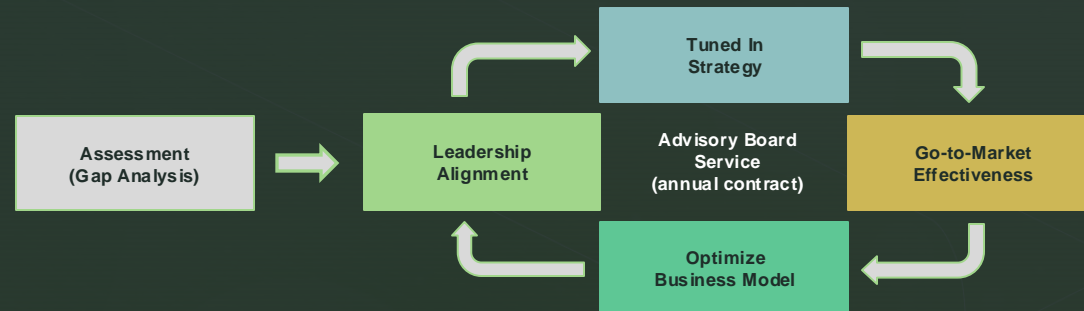 Assessment
(Gap Analysis)
Leadership
Alignment
Tuned In
Strategy
Advisory Board
Service
(annual contract)
Go-to-Market
Effectiveness
Optimize
Business Model